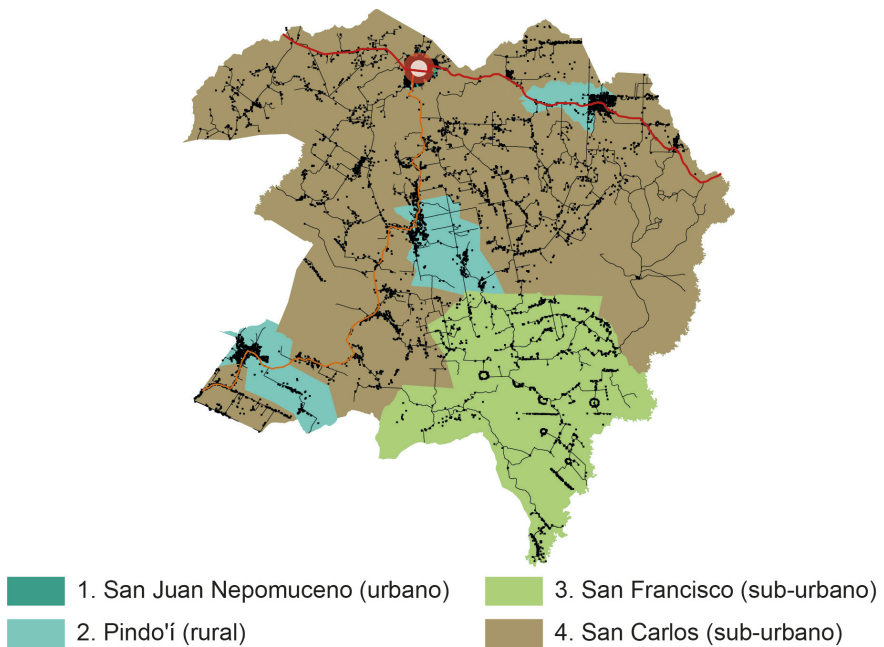 1. San Juan Nepomuceno (urbano)
2. Pindo'í (rural)
3. San Francisco (sub-urbano)
4. San Carlos (sub-urbano)